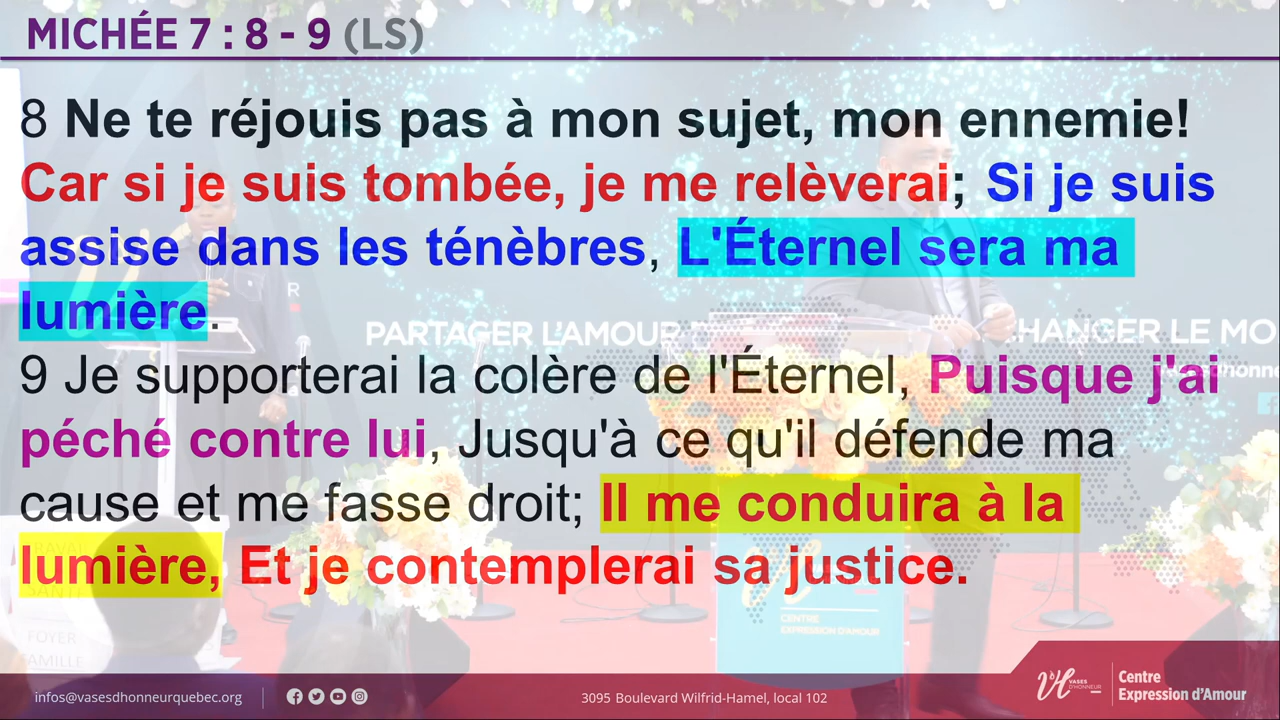 MICHÉE 7 : 8 - 9 (LS)
8 Ne te réjouis pas à mon sujet, mon ennemie!
Car si je suis tombée, je me relèverai; Si je suis
assise dans les ténèbres, L'Éternel sera ma
lumière.
PARTAGER L'AMOUR
CHANGER LE MO
9 Je supporterai la colère de l'Éternel, Puisque j'ai
péché contre lui, Jusqu'à ce qu'il défende ma
cause et me fasse droit; Il me conduira à la
lumière, Et je contemplerai sa justice.
SANTÉ
FOYER
FAMILLE
CENTRE
EXPRESSION D'AMOUR
infos@vasesdhonneurquebec.org
3095 Boulevard Wilfrid-Hamel, local 102
VH VASES
D'HONNEUR
Centre
Expression d'Amour